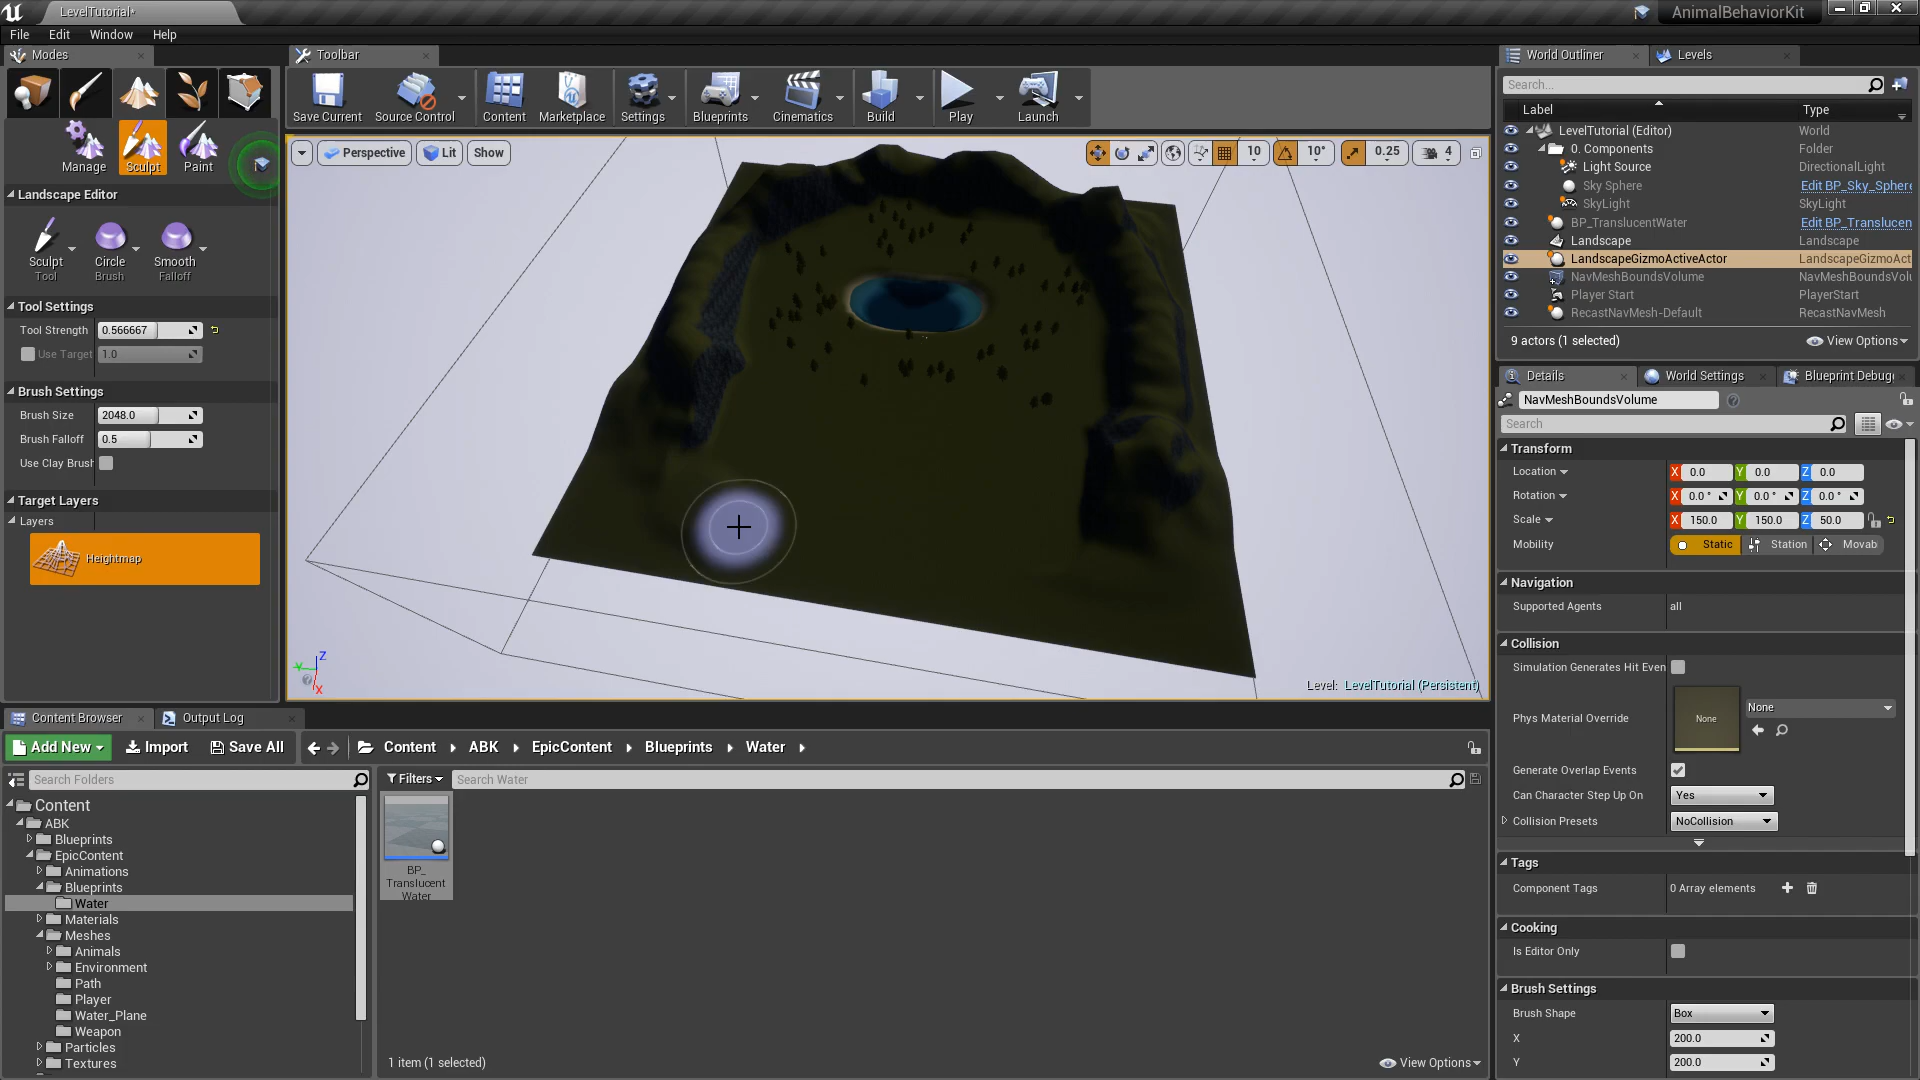 LevelTutorial*
AnimalBehaviorKit
File Edit Window Help
Modes
Toolbar
Save Current
Source Control
Content
Marketplace
Settings
Blueprints
Cinematics
Build
Play
Launch
Manage
Sculpt
Paint
Landscape Editor
Sculpt
Tool
Circle
Brush
Smooth
Falloff
Tool Settings
Tool Strength 0.566667
Use Target 1.0
Brush Settings
Brush Size 2048.0
Brush Falloff 0.5
Use Clay Brush
Target Layers
Layers
Heightmap
Perspective Lit Show
10 10° 0.25 4
Z
Y
X
Level: LevelTutorial (Persistent)
World Outliner Levels
Search...
Label Type
LevelTutorial (Editor) World
0. Components Folder
Light Source DirectionalLight
Sky Sphere Edit BP_Sky_Sphere
SkyLight SkyLight
BP_TranslucentWater Edit BP_Translucen
Landscape Landscape
LandscapeGizmoActiveActor LandscapeGizmoAct
NavMeshBoundsVolume NavMeshBoundsVolu
Player Start PlayerStart
RecastNavMesh-Default RecastNavMesh
9 actors (1 selected) View Options
Details World Settings Blueprint Debug
NavMeshBoundsVolume
Search
Transform
Location X 0.0 Y 0.0 Z 0.0
Rotation X 0.0 ° Y 0.0 ° Z 0.0 °
Scale X 150.0 Y 150.0 Z 50.0
Mobility Static Station Movab
Navigation
Supported Agents all
Collision
Simulation Generates Hit Even
Phys Material Override None None
Generate Overlap Events
Can Character Step Up On Yes
Collision Presets NoCollision
Tags
Component Tags 0 Array elements
Cooking
Is Editor Only
Brush Settings
Brush Shape Box
X 200.0
Y 200.0
Content Browser Output Log
Add New Import Save All Content ABK EpicContent Blueprints Water
Search Folders
Filters Search Water
Content
ABK
Blueprints
EpicContent
Animations
Blueprints
Water
Materials
Meshes
Animals
Environment
Path
Player
Water_Plane
Weapon
Particles
Textures
BP_
Translucent
Water
1 item (1 selected) View Options